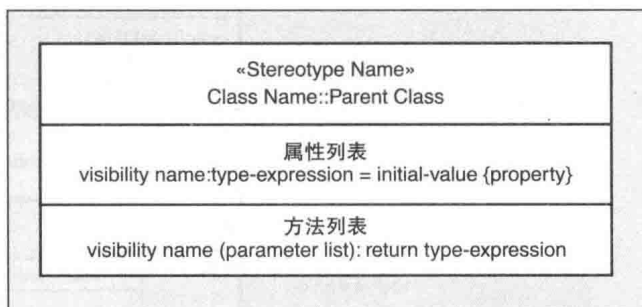 «Stereotype Name»
Class Name::Parent Class
属性列表
visibility name:type-expression = initial-value {property}
方法列表
visibility name (parameter list): return type-expression